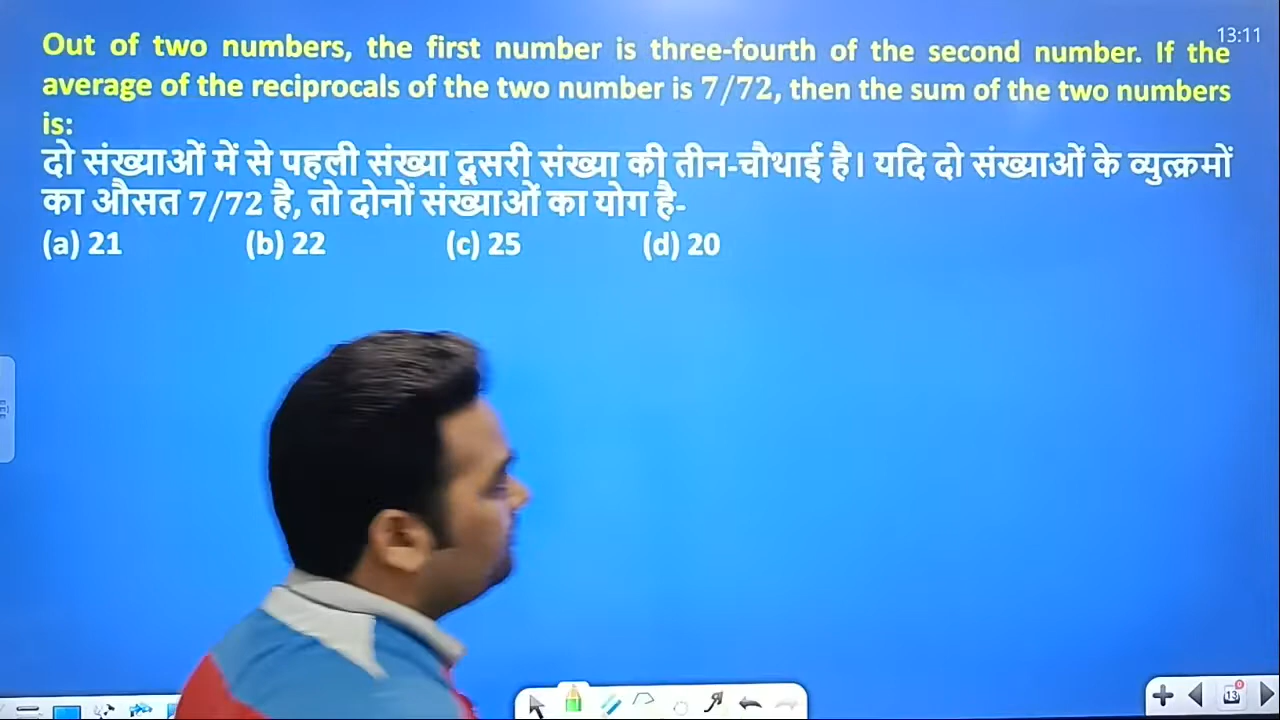 13:11
Out of two numbers, the first number is three-fourth of the second number. If the
average of the reciprocals of the two number is 7/72, then the sum of the two numbers
is:
दो संख्याओं में से पहली संख्या दूसरी संख्या की तीन-चौथाई है। यदि दो संख्याओं के व्युत्क्रमों
का औसत 7/72 है, तो दोनों संख्याओं का योग है-
(a) 21 (b) 22 (c) 25 (d) 20
13